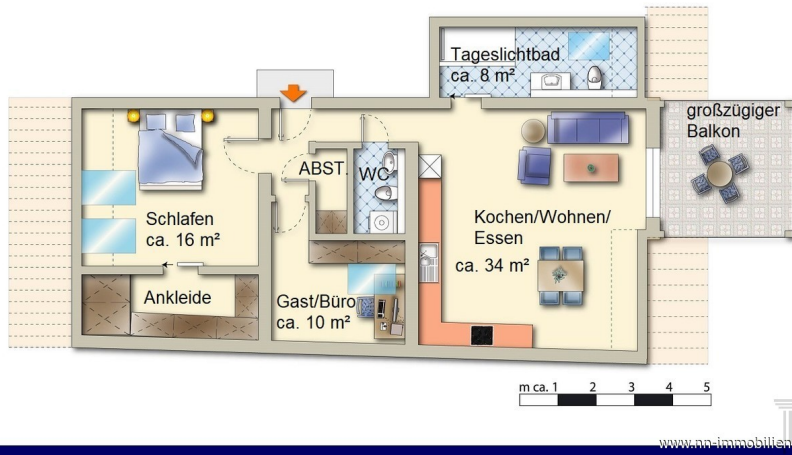 Tageslichtbad
ca. 8 m²
großzügiger
Balkon
ABST.
WC
Schlafen
ca. 16 m²
Kochen/Wohnen/
Essen
ca. 34 m²
Ankleide
Gast/Büro
ca. 10 m²
m ca. 1 2 3 4 5
www.nn-immobilien